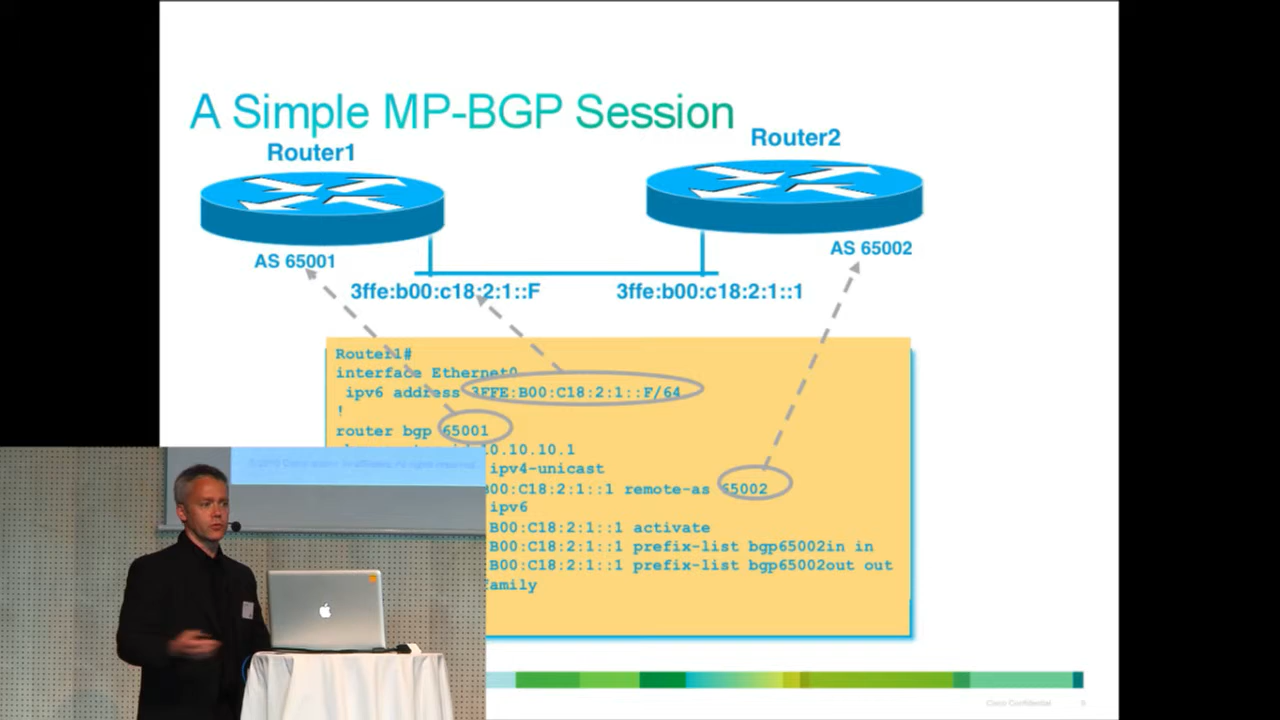 A Simple MP-BGP Session
Router1
Router2
AS 65001
AS 65002
3ffe:b00:c18:2:1::F
3ffe:b00:c18:2:1::1
Router1#
interface Ethernet0
ipv6 address 3FFE:B00:C18:2:1::F/64
!
router bgp 65001
.10.10.1
ipv4-unicast
00:C18:2:1::1 remote-as 65002
ipv6
B00:C18:2:1::1 activate
B00:C18:2:1::1 prefix-list bgp65002in in
B00:C18:2:1::1 prefix-list bgp65002out out
family
Cisco Confidential